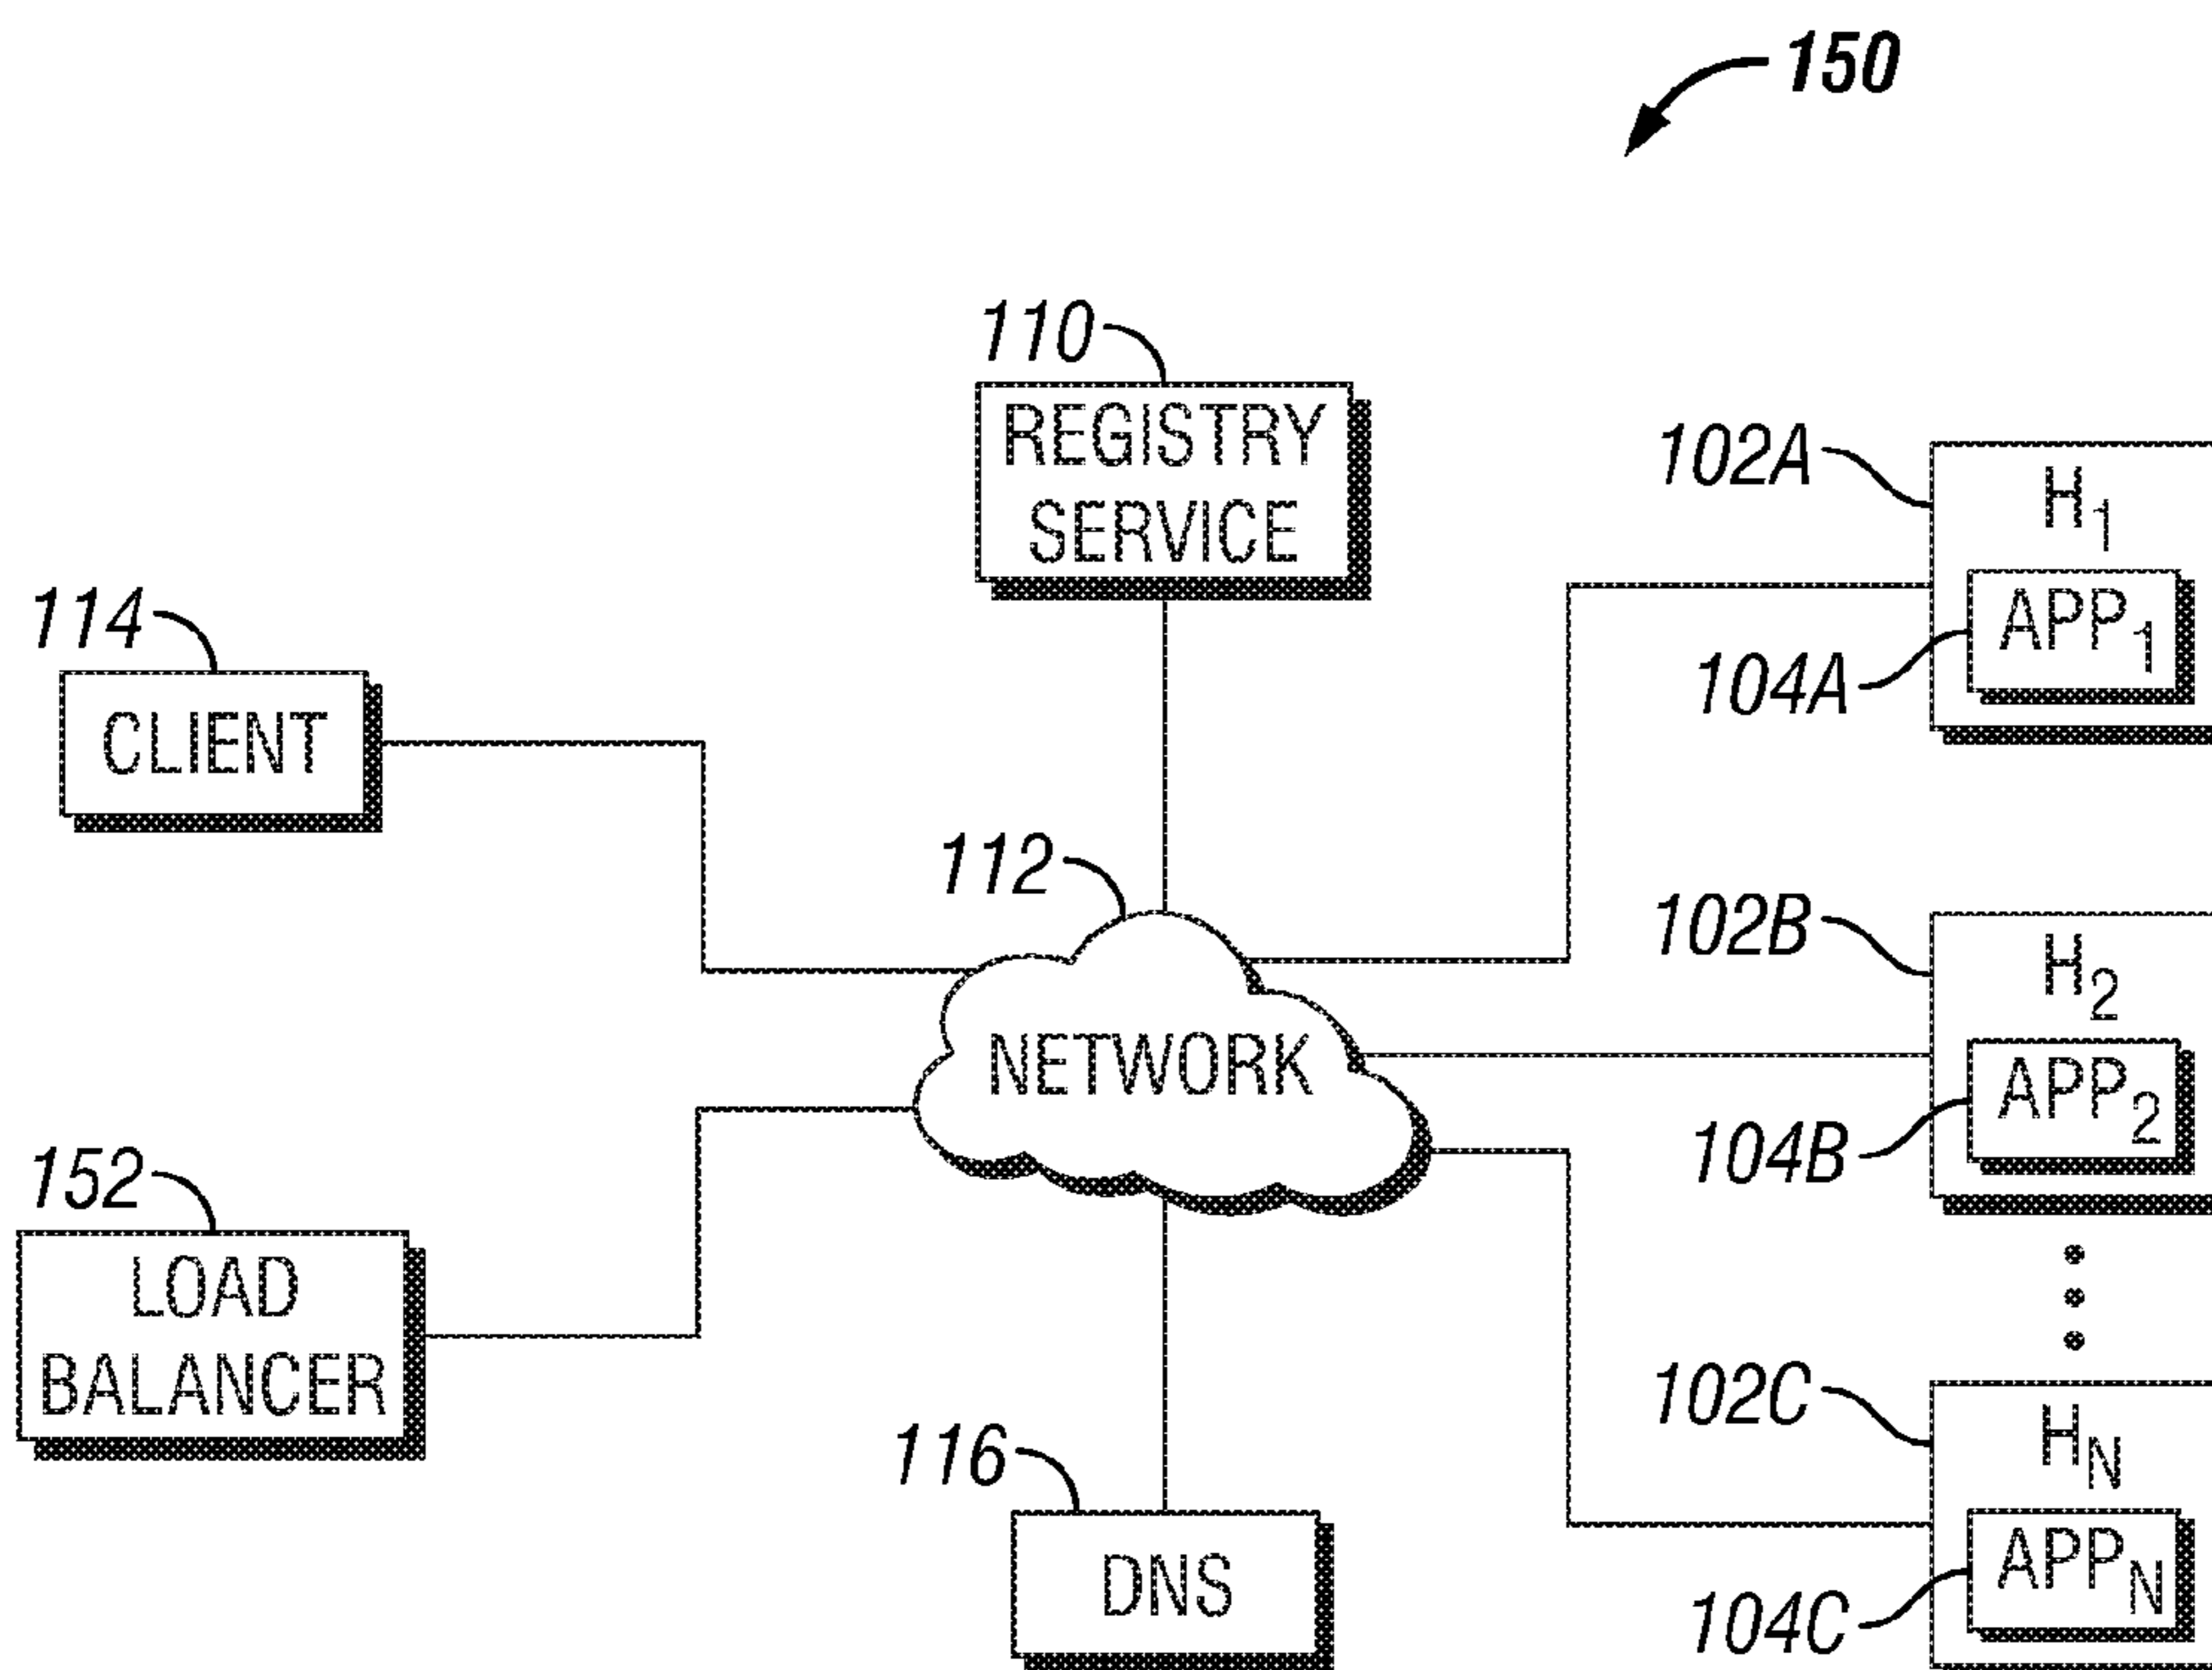 150
110
REGISTRY
SERVICE
102A
H1
APP1
104A
114
CLIENT
112
NETWORK
102B
H2
APP2
104B
152
LOAD
BALANCER
102C
HN
APPN
104C
116
DNS